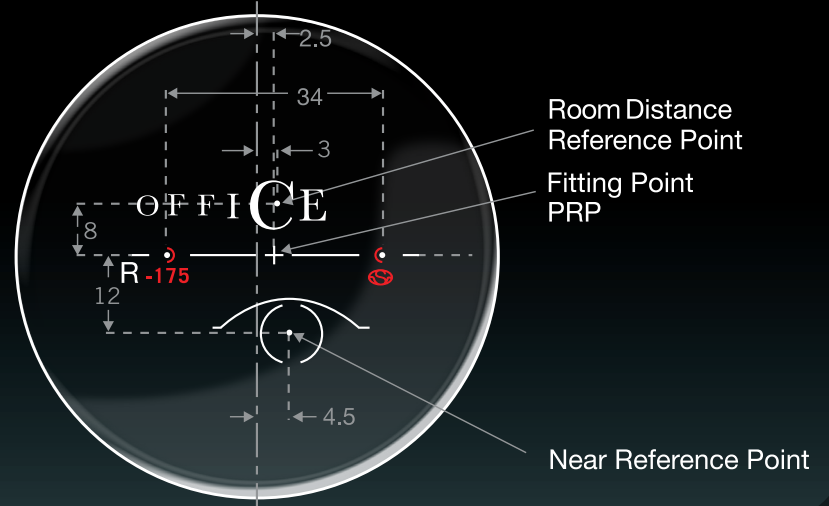 2.5
34
Room Distance
Reference Point
3
Fitting Point
PRP
OFFICE
8
R -175
12
4.5
Near Reference Point